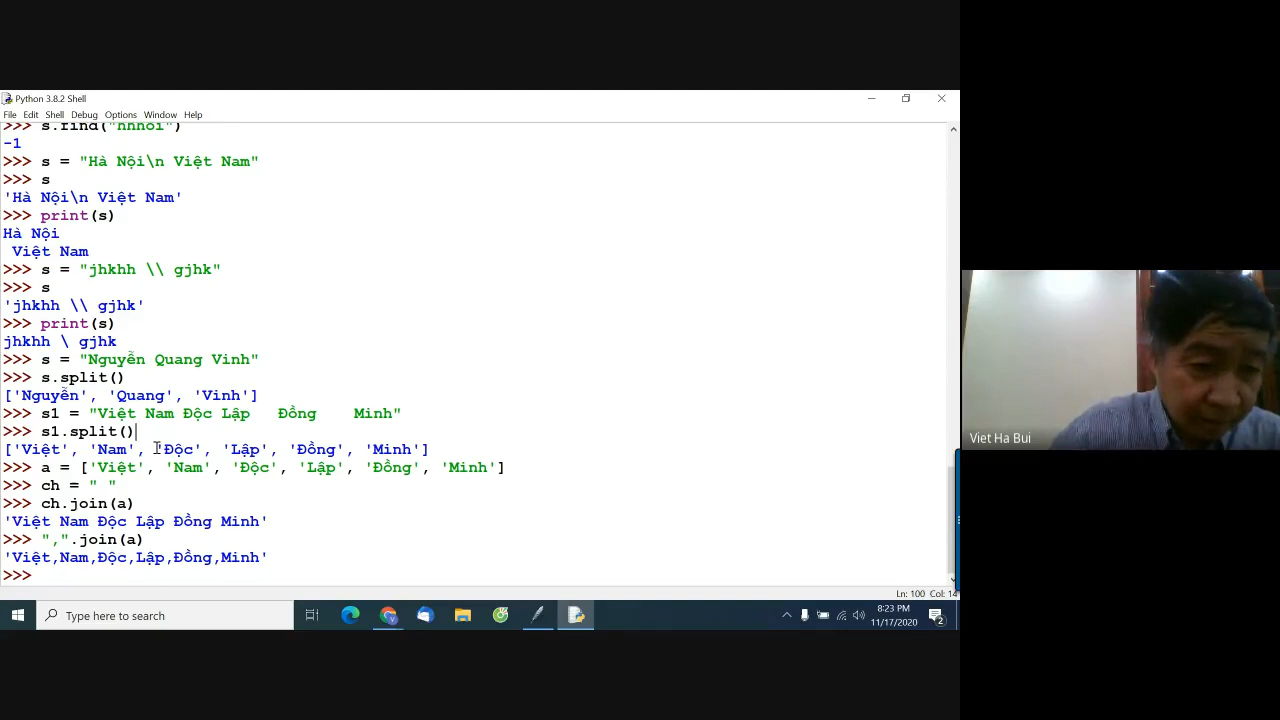 Python 3.8.2 Shell
File Edit Shell Debug Options Window Help
>>> s.find("hhhoi")
-1
>>> s = "Hà Nội\n Việt Nam"
>>> s
'Hà Nội\n Việt Nam'
>>> print(s)
Hà Nội
 Việt Nam
>>> s = "jhkhh \\ gjhk"
>>> s
'jhkhh \\ gjhk'
>>> print(s)
jhkhh \ gjhk
>>> s = "Nguyễn Quang Vinh"
>>> s.split()
['Nguyễn', 'Quang', 'Vinh']
>>> s1 = "Việt Nam Độc Lập   Đồng    Minh"
>>> s1.split()
['Việt', 'Nam', 'Độc', 'Lập', 'Đồng', 'Minh']
>>> a = ['Việt', 'Nam', 'Độc', 'Lập', 'Đồng', 'Minh']
>>> ch = " "
>>> ch.join(a)
'Việt Nam Độc Lập Đồng Minh'
>>> ",".join(a)
'Việt,Nam,Độc,Lập,Đồng,Minh'
>>>
Ln: 100 Col: 14
Type here to search
8:23 PM
11/17/2020
2
Viet Ha Bui